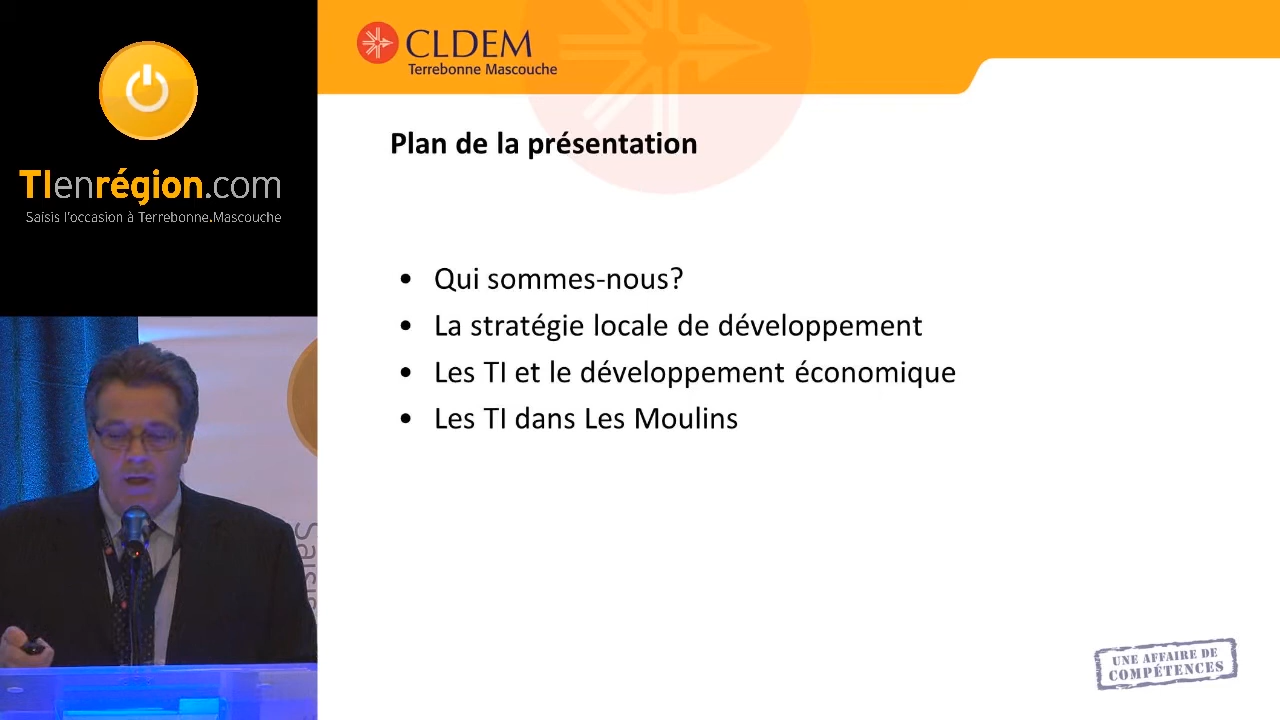 TIenrégion.com
Saisis l'occasion à Terrebonne.Mascouche
CLDEM
Terrebonne Mascouche
Plan de la présentation
• Qui sommes-nous?
• La stratégie locale de développement
• Les TI et le développement économique
• Les TI dans Les Moulins
Saisis
UNE AFFAIRE DE
COMPÉTENCES